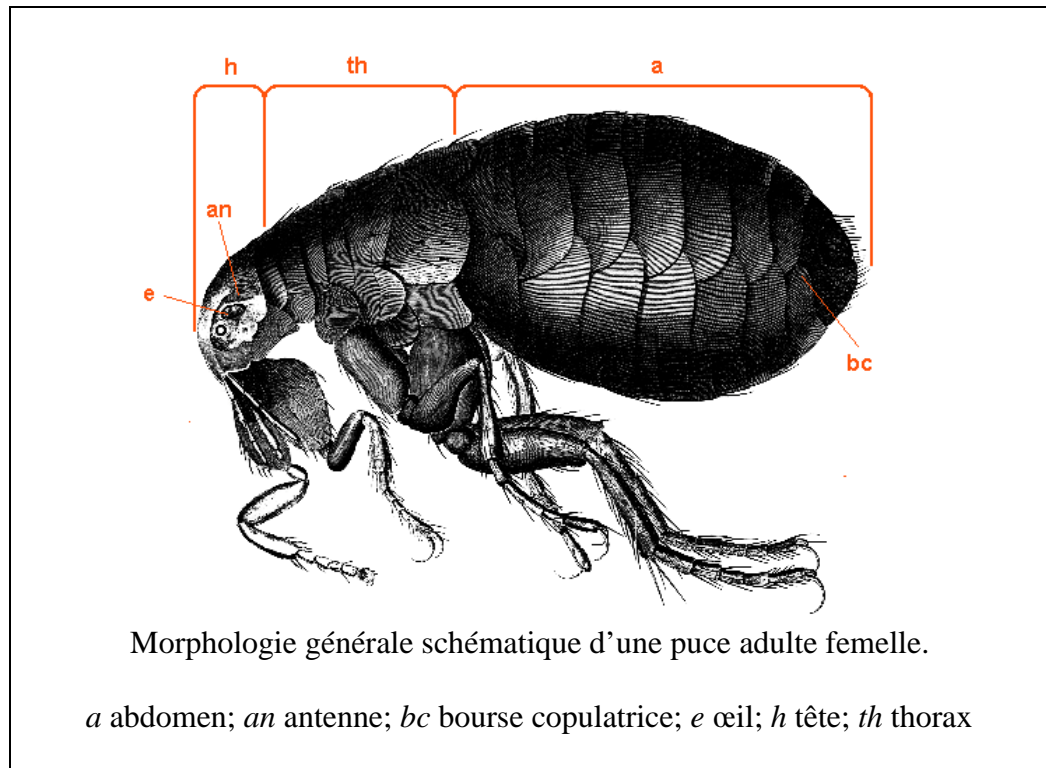 h th a
an
e
bc
Morphologie générale schématique d’une puce adulte femelle.
a abdomen; an antenne; bc bourse copulatrice; e œil; h tête; th thorax